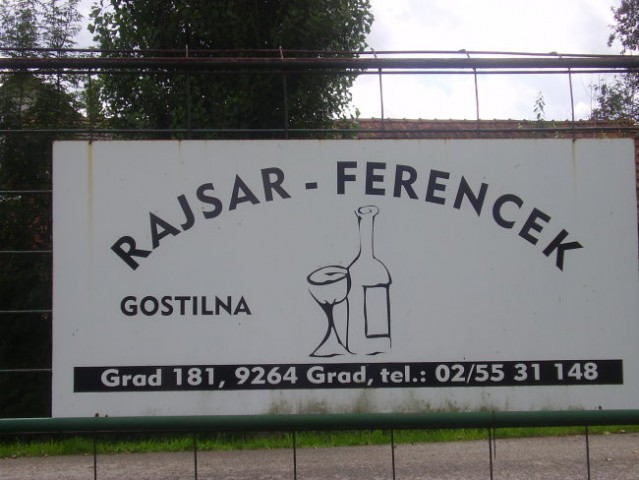 RAJSAR - FERENCEK
GOSTILNA
Grad 181, 9264 Grad, tel.: 02/55 31 148